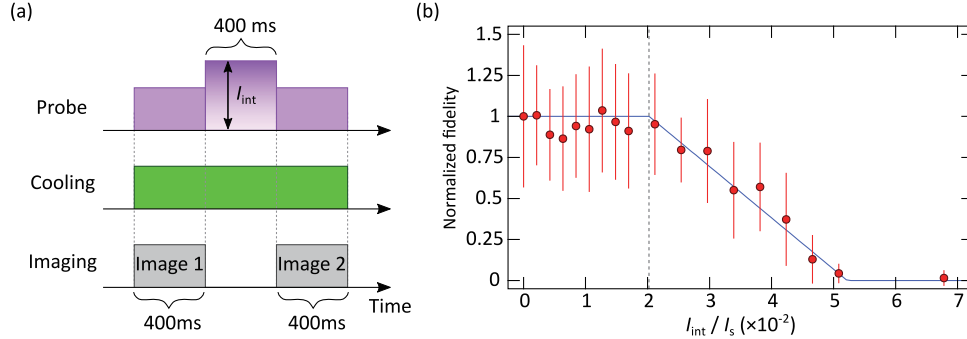 (a)
400 ms
Probe
I_int
Cooling
Imaging
Image 1
Image 2
Time
400ms
400ms
(b)
Normalized fidelity
1.5
1.25
1
0.75
0.5
0.25
0
0 1 2 3 4 5 6 7
I_int / I_s (×10⁻²)